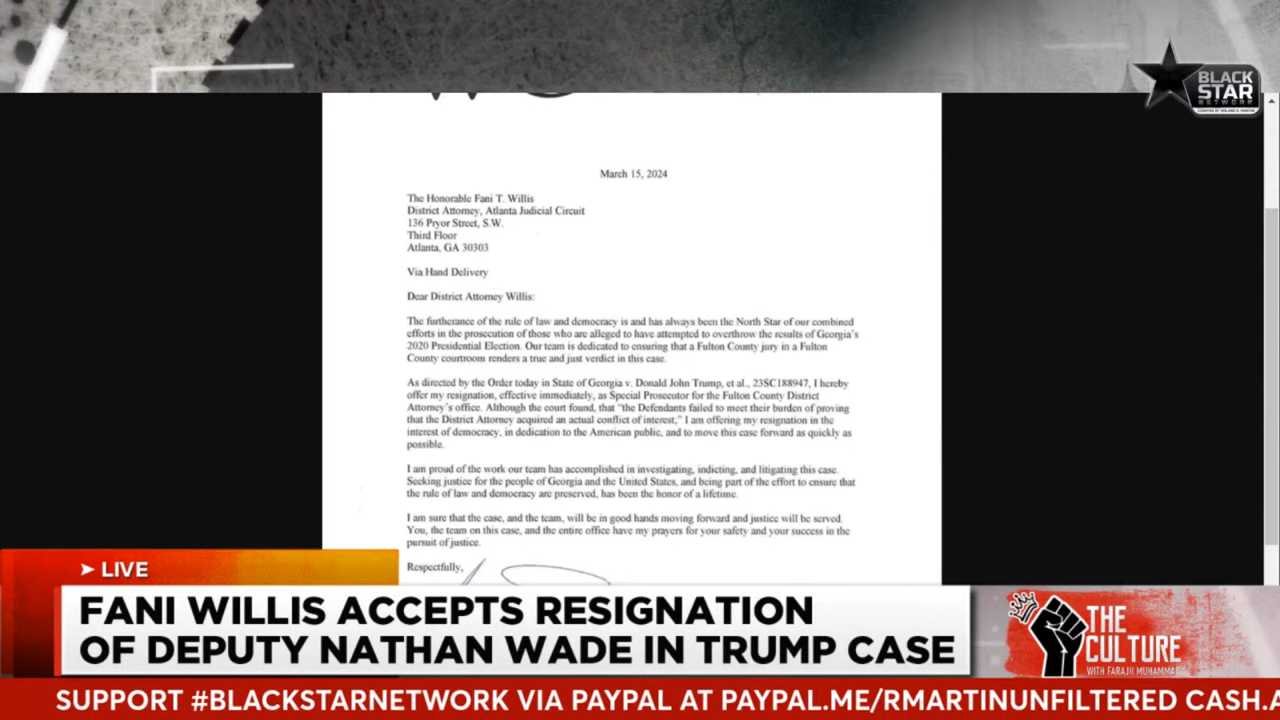 BLACK
STAR
NETWORK
March 15, 2024
The Honorable Fani T. Willis
District Attorney, Atlanta Judicial Circuit
136 Pryor Street, S.W.
Third Floor
Atlanta, GA 30303
Via Hand Delivery
Dear District Attorney Willis:
The furtherance of the rule of law and democracy is and has always been the North Star of our combined
efforts in the prosecution of those who are alleged to have attempted to overthrow the results of Georgia's
2020 Presidential Election. Our team is dedicated to ensuring that a Fulton County jury in a Fulton
County courtroom renders a true and just verdict in this case.
As directed by the Order today in State of Georgia v. Donald John Trump, et al., 23SC188947, I hereby
offer my resignation, effective immediately, as Special Prosecutor for the Fulton County District
Attorney's office. Although the court found, that "the Defendants failed to meet their burden of proving
that the District Attorney acquired an actual conflict of interest," I am offering my resignation in the
interest of democracy, in dedication to the American public, and to move this case forward as quickly as
possible.
I am proud of the work our team has accomplished in investigating, indicting, and litigating this case.
Seeking justice for the people of Georgia and the United States, and being part of the effort to ensure that
the rule of law and democracy are preserved, has been the honor of a lifetime.
I am sure that the case, and the team, will be in good hands moving forward and justice will be served.
You, the team on this case, and the entire office have my prayers for your safety and your success in the
pursuit of justice.
Respectfully,
LIVE
FANI WILLIS ACCEPTS RESIGNATION
OF DEPUTY NATHAN WADE IN TRUMP CASE
THE
CULTURE
WITH FARAJII MUHAMMAD
SUPPORT #BLACKSTARNETWORK VIA PAYPAL AT PAYPAL.ME/RMARTINUNFILTERED CASH.A